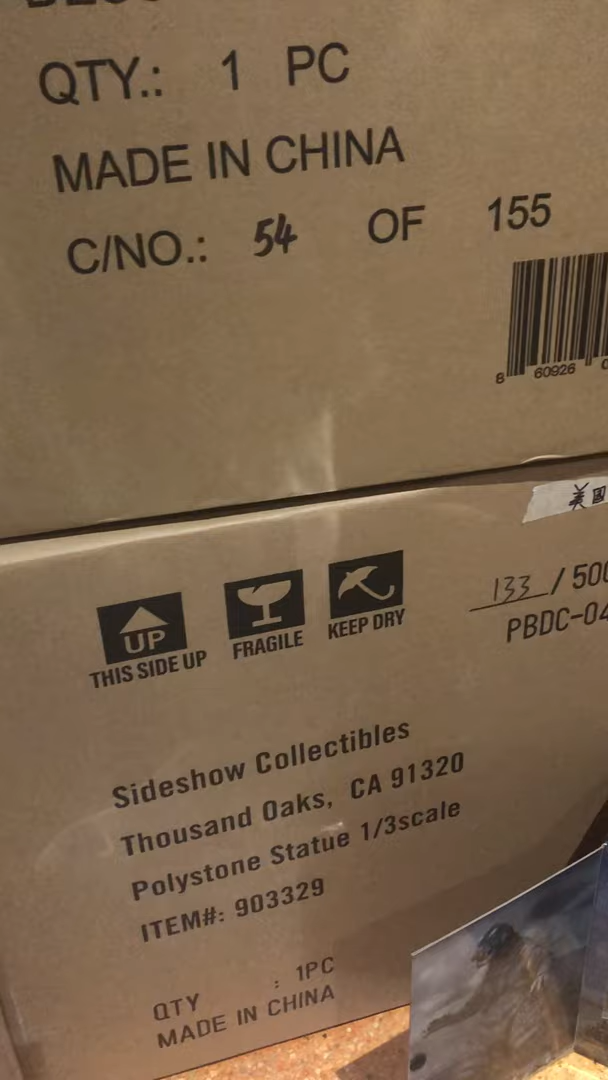 QTY.: 1 PC
MADE IN CHINA
C/NO.: 54 OF 155
8 60926
美國
133 / 500
PBDC-04
UP
THIS SIDE UP
FRAGILE
KEEP DRY
Sideshow Collectibles
Thousand Oaks, CA 91320
Polystone Statue 1/3scale
ITEM#: 903329
QTY : 1PC
MADE IN CHINA